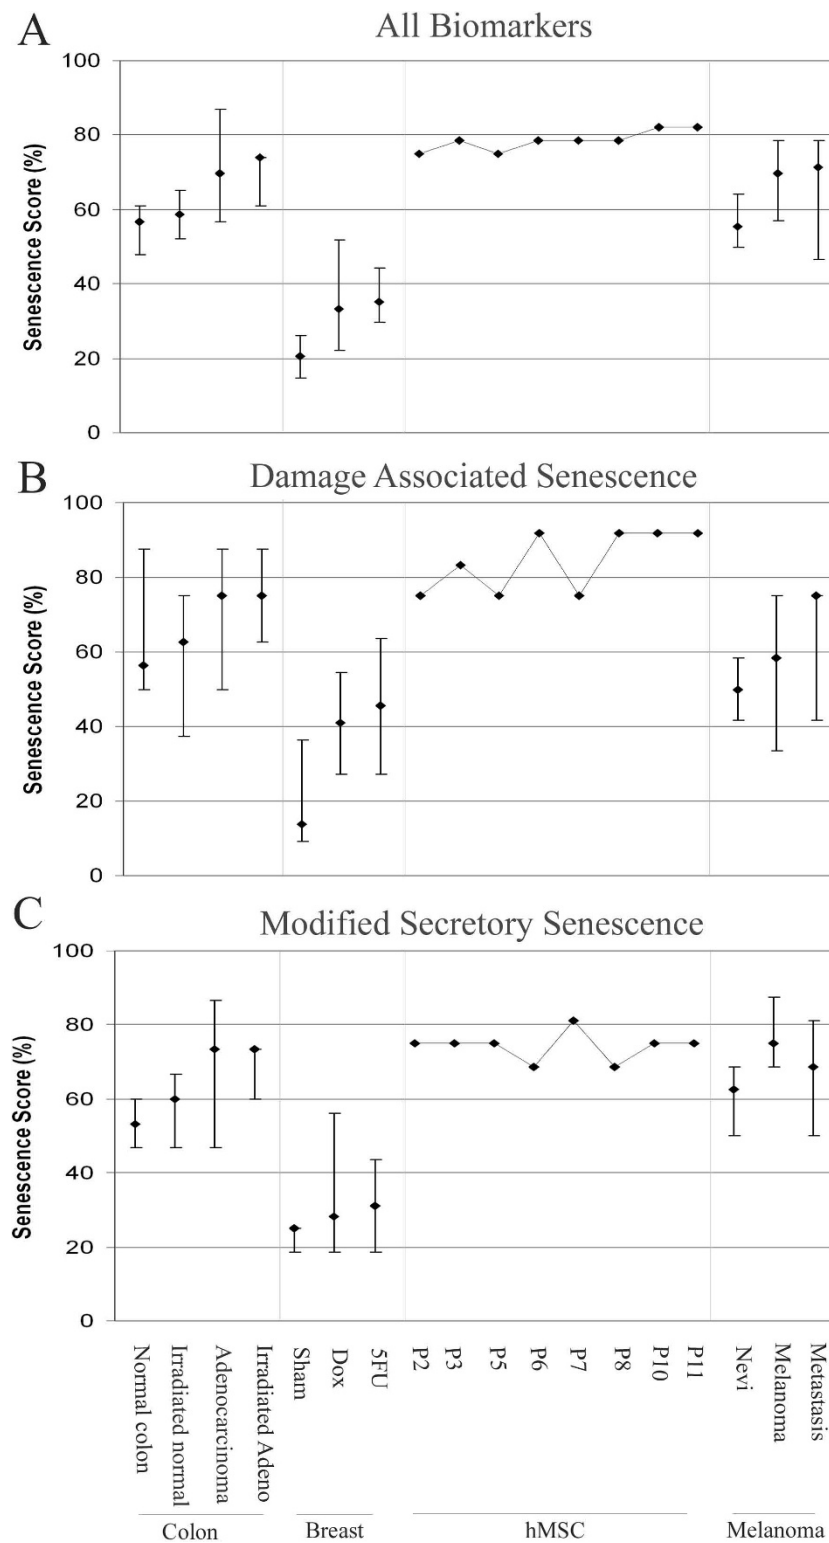 A
All Biomarkers
Senescence Score (%)
100
80
60
40
20
0
B
Damage Associated Senescence
Senescence Score (%)
100
80
60
40
20
0
C
Modified Secretory Senescence
Senescence Score (%)
100
80
60
40
20
0
Normal colon
Irradiated normal
Adenocarcinoma
Irradiated Adeno
Sham
Dox
5FU
P2
P3
P5
P6
P7
P8
P10
P11
Nevi
Melanoma
Metastasis
Colon
Breast
hMSC
Melanoma